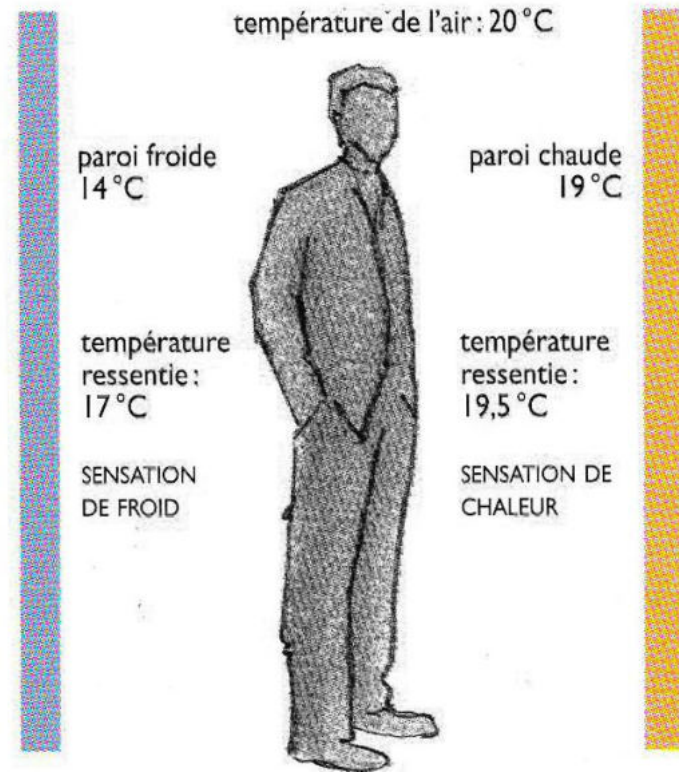 température de l'air : 20 °C
paroi froide
14 °C
paroi chaude
19 °C
température
ressentie :
17 °C
température
ressentie :
19,5 °C
SENSATION
DE FROID
SENSATION DE
CHALEUR